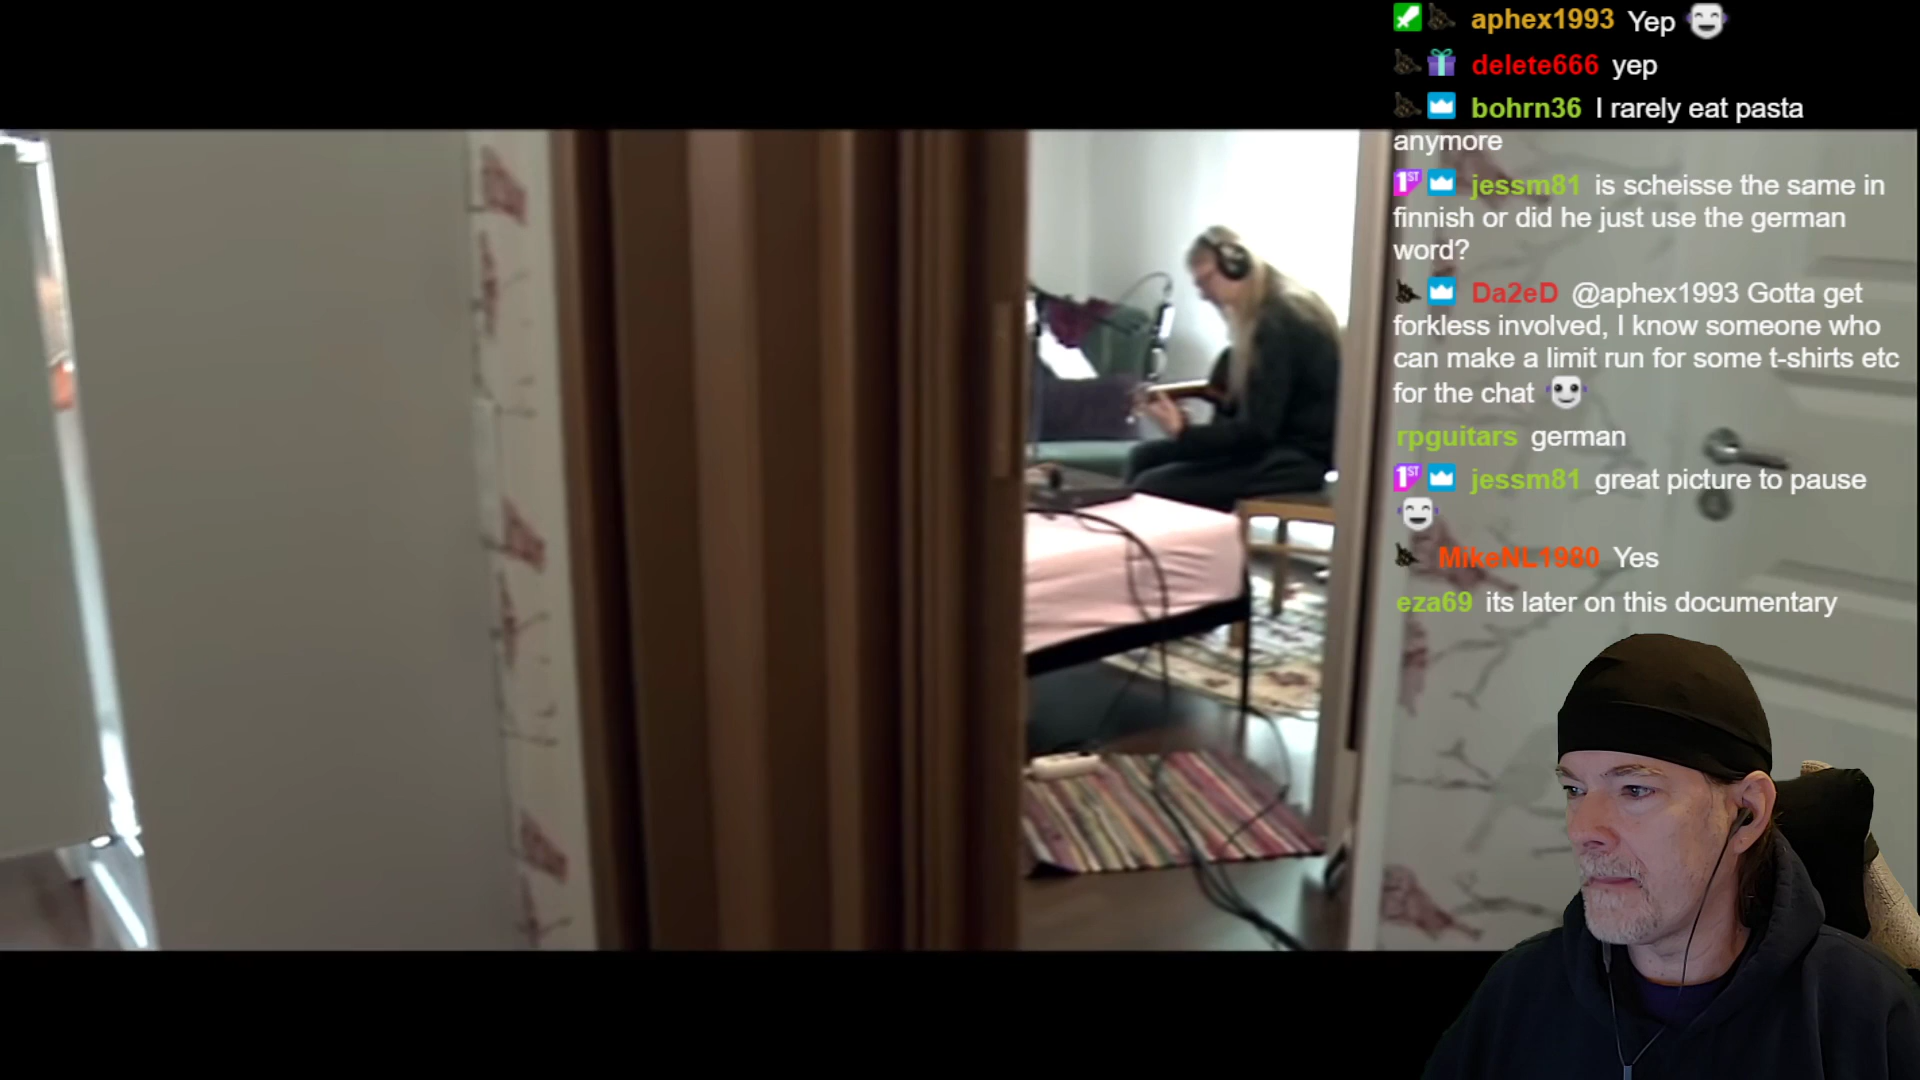 aphex1993 Yep
delete666 yep
bohrn36 I rarely eat pasta
anymore
1ST jessm81 is scheisse the same in
finnish or did he just use the german
word?
Da2eD @aphex1993 Gotta get
forkless involved, I know someone who
can make a limit run for some t-shirts etc
for the chat
rpguitars german
1ST jessm81 great picture to pause
MikeNL1980 Yes
eza69 its later on this documentary